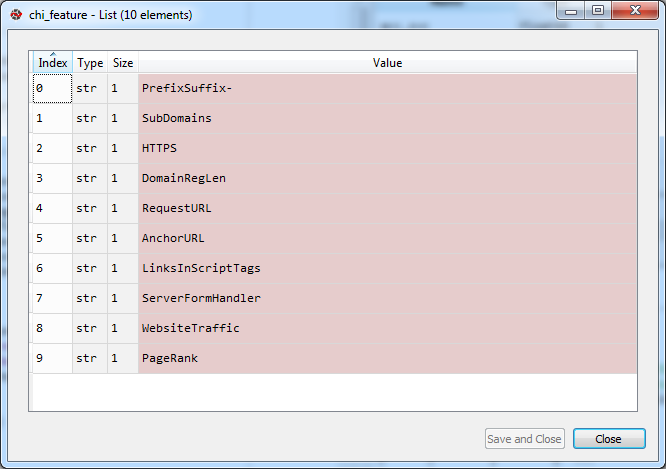 chi_feature - List (10 elements)
Index Type Size Value
0 str 1 PrefixSuffix-
1 str 1 SubDomains
2 str 1 HTTPS
3 str 1 DomainRegLen
4 str 1 RequestURL
5 str 1 AnchorURL
6 str 1 LinksInScriptTags
7 str 1 ServerFormHandler
8 str 1 WebsiteTraffic
9 str 1 PageRank
Save and Close Close